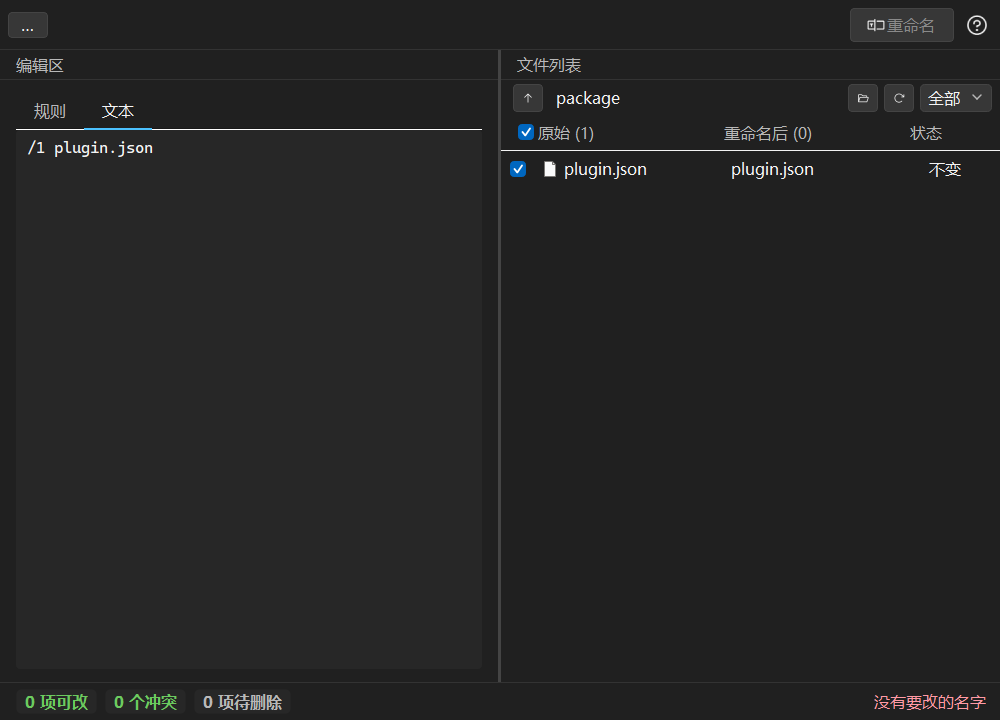 ...
重命名
编辑区
文件列表
规则 文本
/1 plugin.json
package
全部
原始 (1) 重命名后 (0) 状态
plugin.json plugin.json 不变
0 项可改 0 个冲突 0 项待删除
没有要改的名字